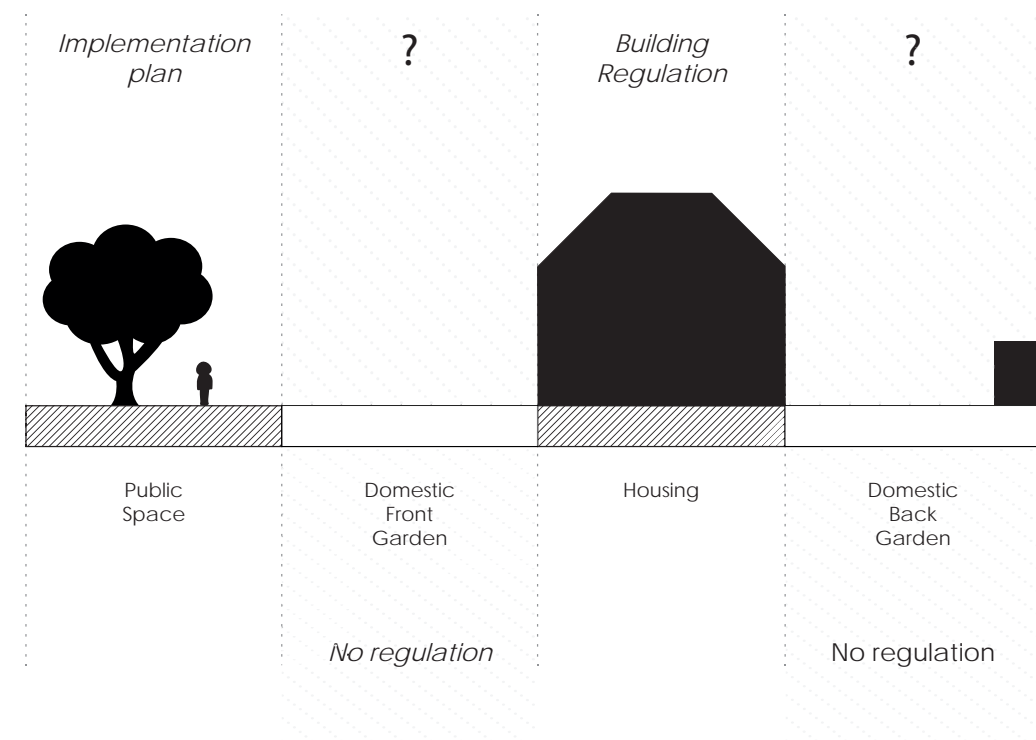 Implementation
plan
?
Building
Regulation
?
Public
Space
Domestic
Front
Garden
Housing
Domestic
Back
Garden
No regulation
No regulation